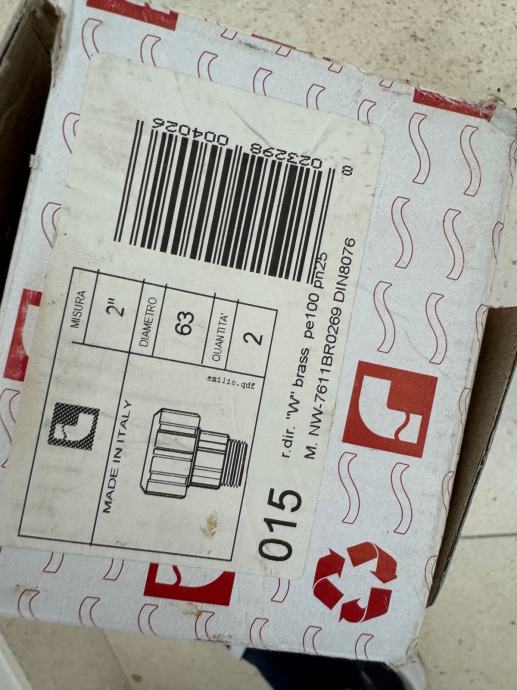 8 023298 004026
MISURA
2"
DIAMETRO
63
QUANTITA'
2
emilio.qdf
MADE IN ITALY
015
r.dir. "W" brass pe100 pn25
M. NW-7611BR0269 DIN8076